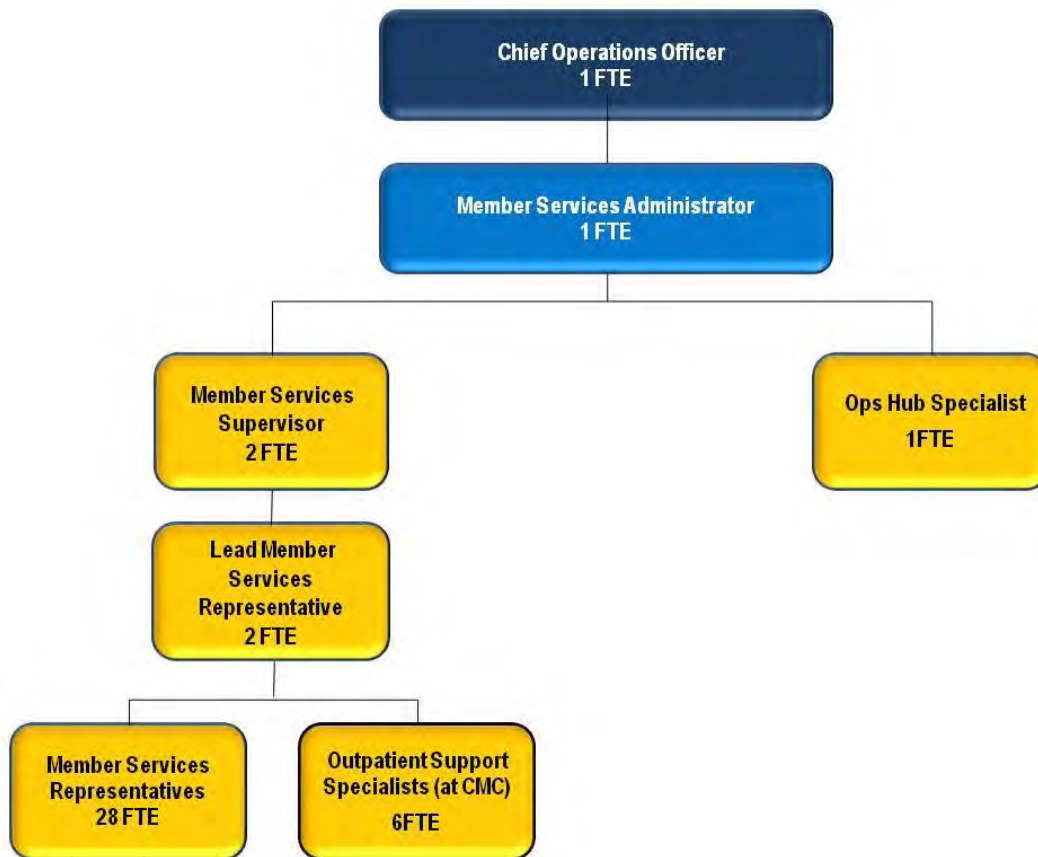 Chief Operations Officer
1 FTE
Member Services Administrator
1 FTE
Member Services
Supervisor
2 FTE
Ops Hub Specialist
1FTE
Lead Member
Services
Representative
2 FTE
Member Services
Representatives
28 FTE
Outpatient Support
Specialists (at CMC)
6FTE